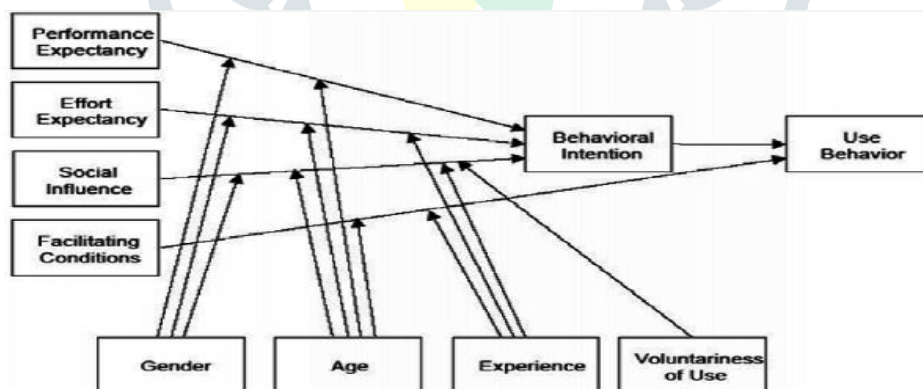 Performance
Expectancy
Effort
Expectancy
Social
Influence
Facilitating
Conditions
Behavioral
Intention
Use
Behavior
Gender
Age
Experience
Voluntariness
of Use